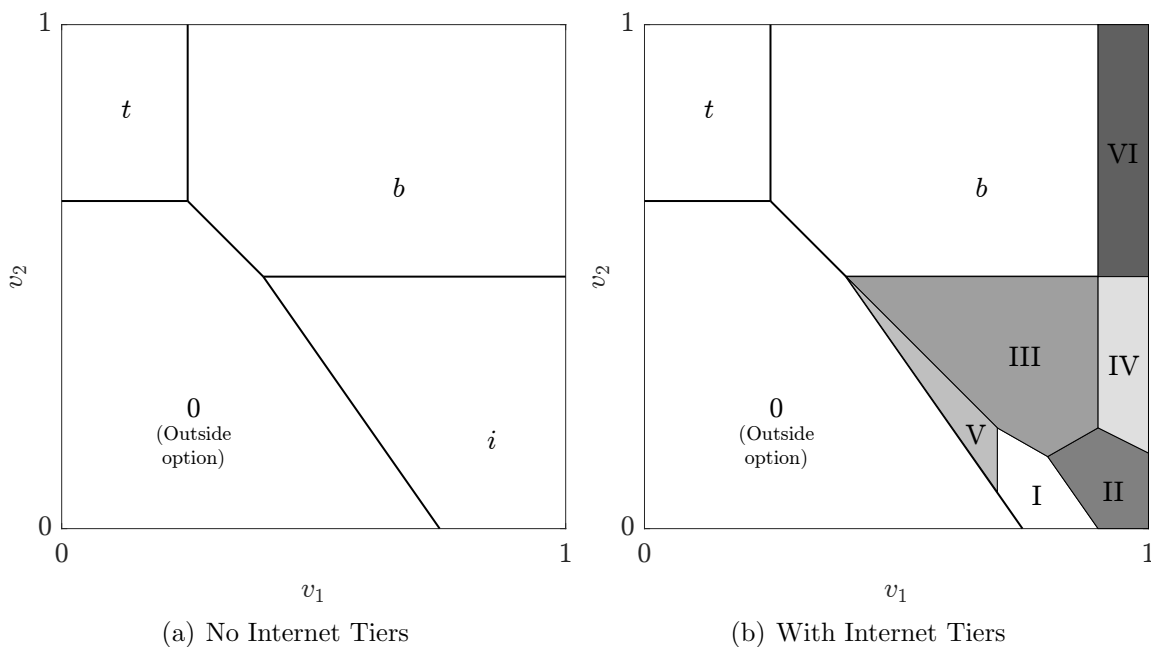 1
t
b
v₂
0
(Outside
option)
i
0
0
1
v₁
(a) No Internet Tiers
1
t
b
VI
v₂
III
IV
0
(Outside
option)
V
I
II
0
0
1
v₁
(b) With Internet Tiers